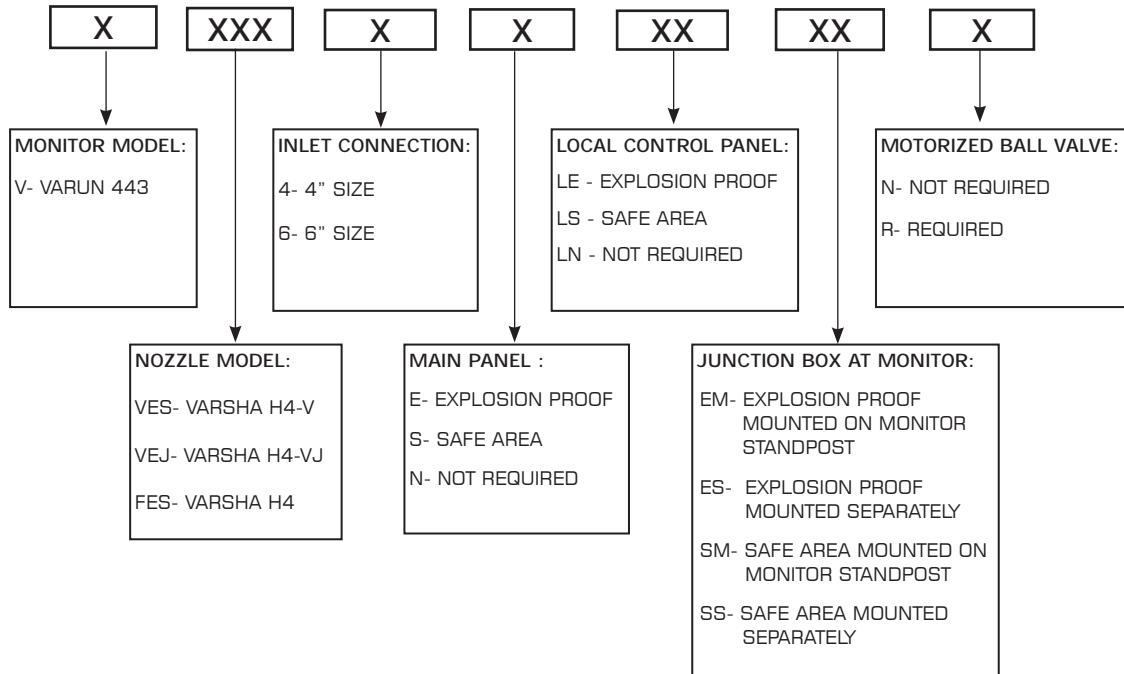 X XXX X X XX XX X
MONITOR MODEL:
V- VARUN 443
INLET CONNECTION:
4- 4” SIZE
6- 6” SIZE
LOCAL CONTROL PANEL:
LE - EXPLOSION PROOF
LS - SAFE AREA
LN - NOT REQUIRED
MOTORIZED BALL VALVE:
N- NOT REQUIRED
R- REQUIRED
NOZZLE MODEL:
VES- VARSHA H4-V
VEJ- VARSHA H4-VJ
FES- VARSHA H4
MAIN PANEL :
E- EXPLOSION PROOF
S- SAFE AREA
N- NOT REQUIRED
JUNCTION BOX AT MONITOR:
EM- EXPLOSION PROOF
MOUNTED ON MONITOR
STANDPOST
ES- EXPLOSION PROOF
MOUNTED SEPARATELY
SM- SAFE AREA MOUNTED ON
MONITOR STANDPOST
SS- SAFE AREA MOUNTED
SEPARATELY